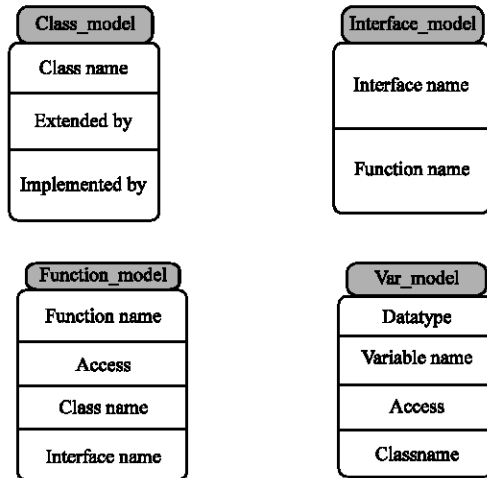 Class_model
Class name
Extended by
Implemented by
Interface_model
Interface name
Function name
Function_model
Function name
Access
Class name
Interface name
Var_model
Datatype
Variable name
Access
Classname